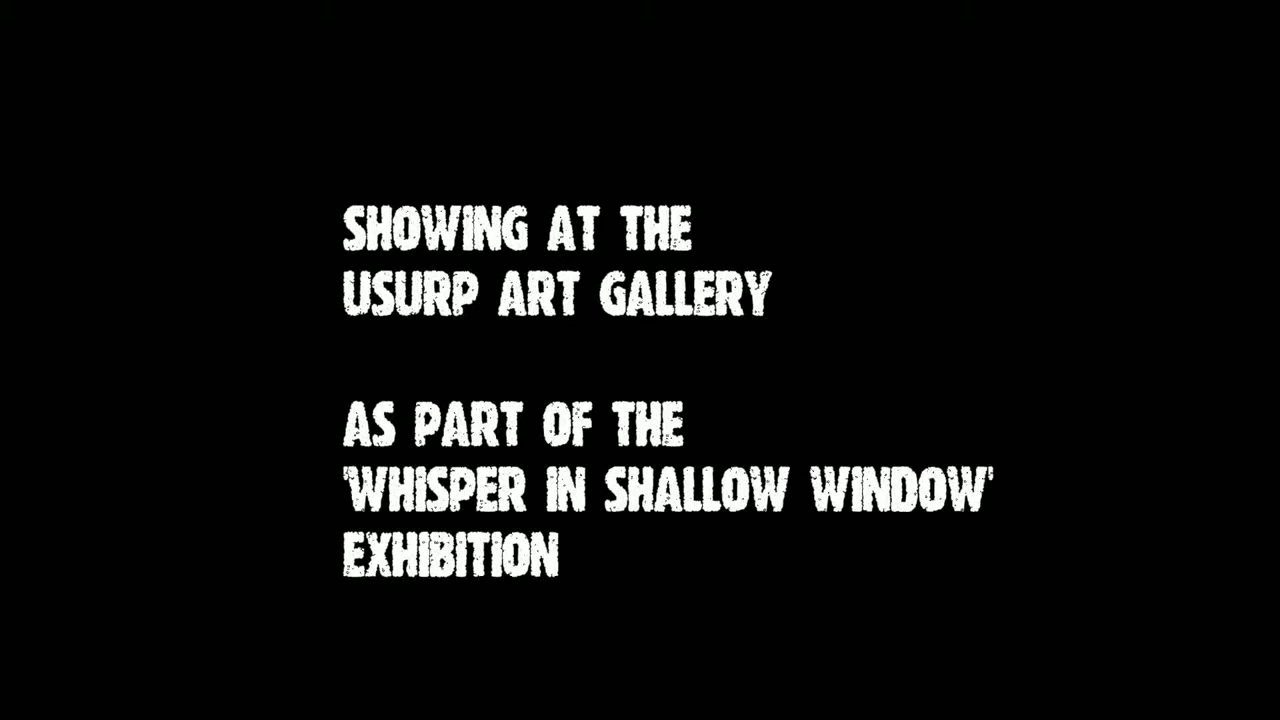 SHOWING AT THE
USURP ART GALLERY
AS PART OF THE
'WHISPER IN SHALLOW WINDOW'
EXHIBITION